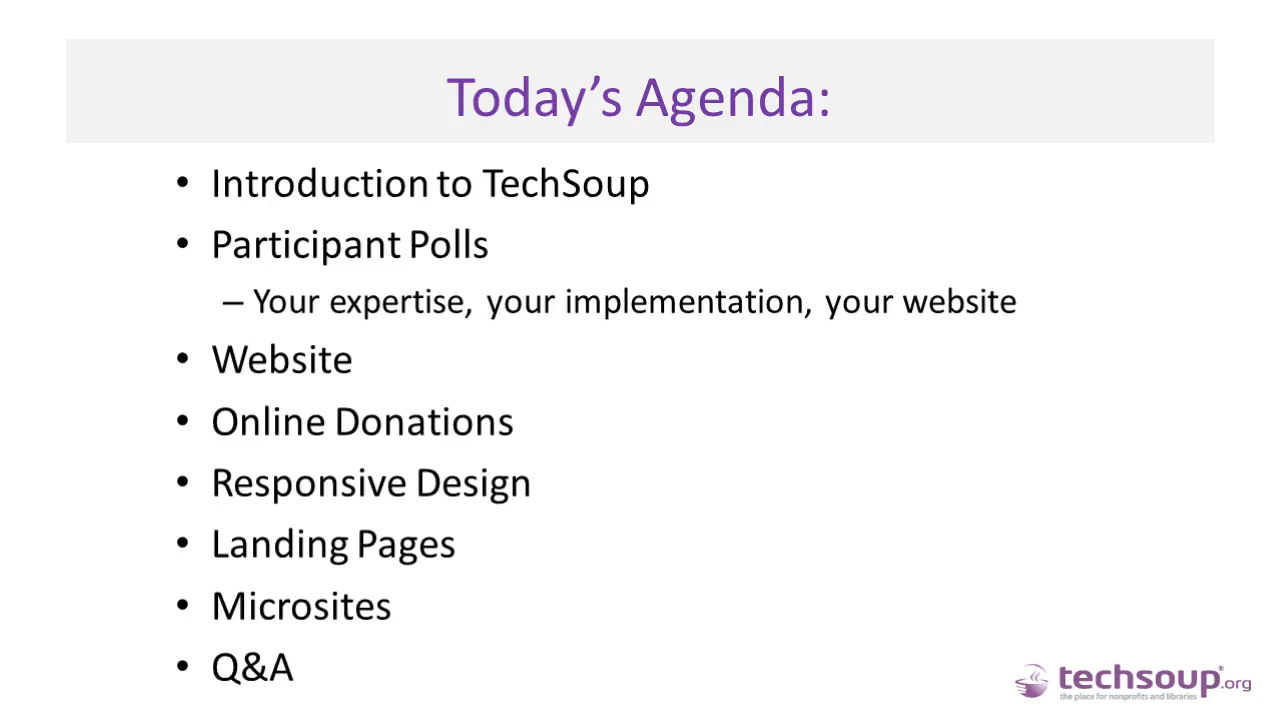 Today’s Agenda:
• Introduction to TechSoup
• Participant Polls
– Your expertise, your implementation, your website
• Website
• Online Donations
• Responsive Design
• Landing Pages
• Microsites
• Q&A
techsoup®.org
the place for nonprofits and libraries